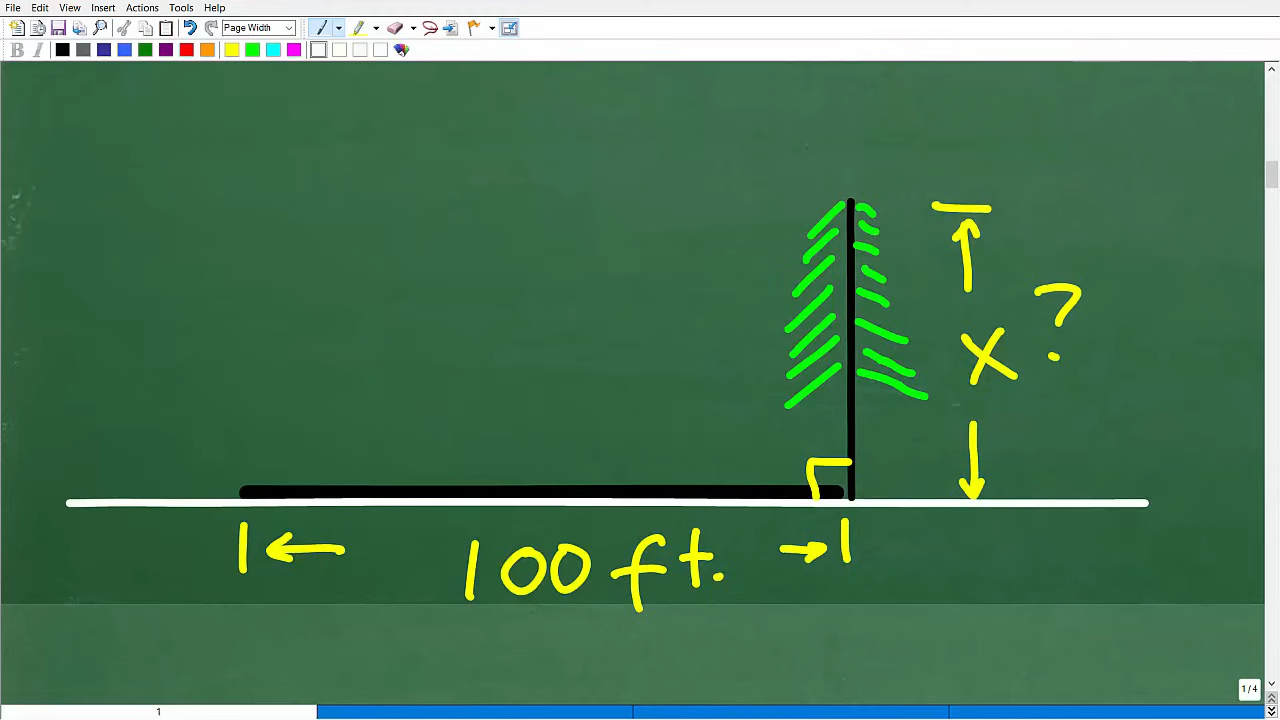 File Edit View Insert Actions Tools Help
Page Width
B I
x ?
100 ft.
1/4
1